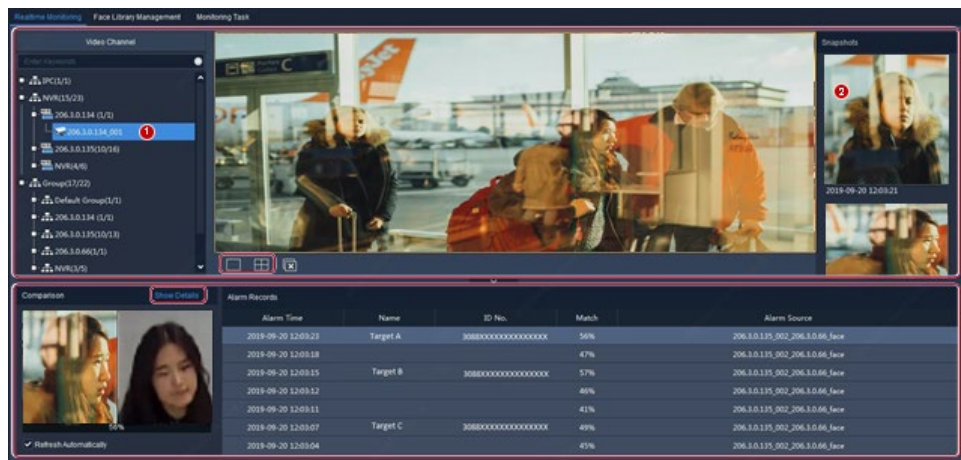 Realtime Monitoring Face Library Management Monitoring Task
Video Channel
Enter Keywords
IPC(1/1)
NVR(15/23)
206.3.0.134 (1/1)
206.3.0.134_001
1
206.3.0.135(10/16)
NVR(4/6)
Group(17/22)
Default Group(1/1)
206.3.0.134 (1/1)
206.3.0.135(10/13)
206.3.0.66(1/1)
NVR(3/5)
C
Snapshots
2
2019-09-20 12:03:21
Comparison Show Details
56%
Refresh Automatically
Alarm Records
Alarm Time Name ID No. Match Alarm Source
2019-09-20 12:03:23 Target A 3088XXXXXXXXXXXXXX 56% 206.3.0.135_002_206.3.0.66_face
2019-09-20 12:03:18 47% 206.3.0.135_002_206.3.0.66_face
2019-09-20 12:03:15 Target B 3088XXXXXXXXXXXXXX 57% 206.3.0.135_002_206.3.0.66_face
2019-09-20 12:03:12 46% 206.3.0.135_002_206.3.0.66_face
2019-09-20 12:03:11 41% 206.3.0.135_002_206.3.0.66_face
2019-09-20 12:03:07 Target C 3088XXXXXXXXXXXXXX 49% 206.3.0.135_002_206.3.0.66_face
2019-09-20 12:03:04 45% 206.3.0.135_002_206.3.0.66_face